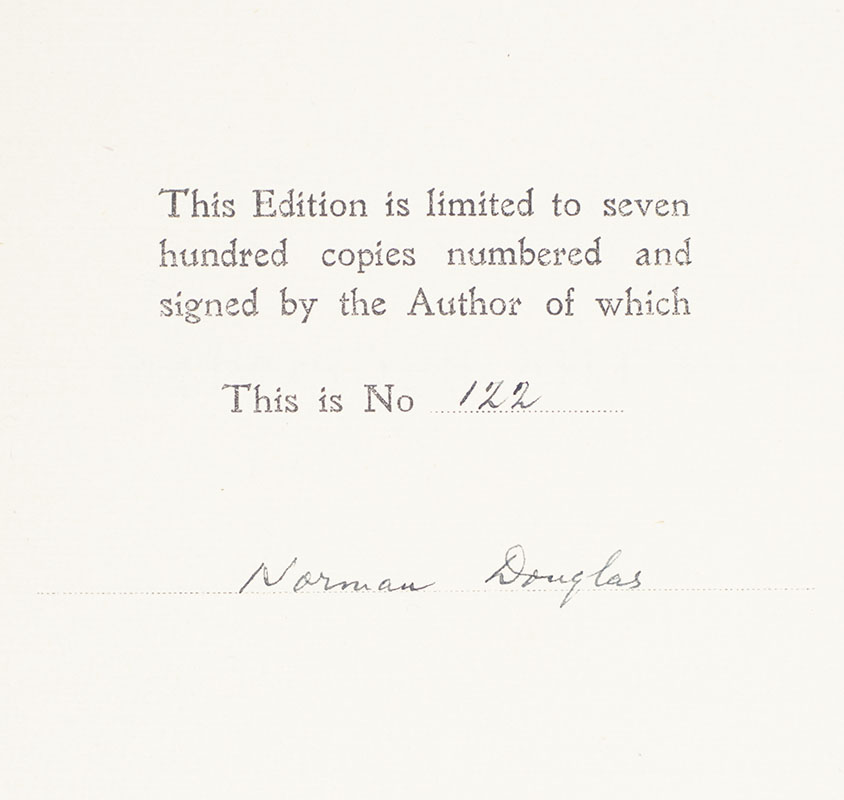 This Edition is limited to seven
hundred copies numbered and
signed by the Author of which
This is No 122
Norman Douglas